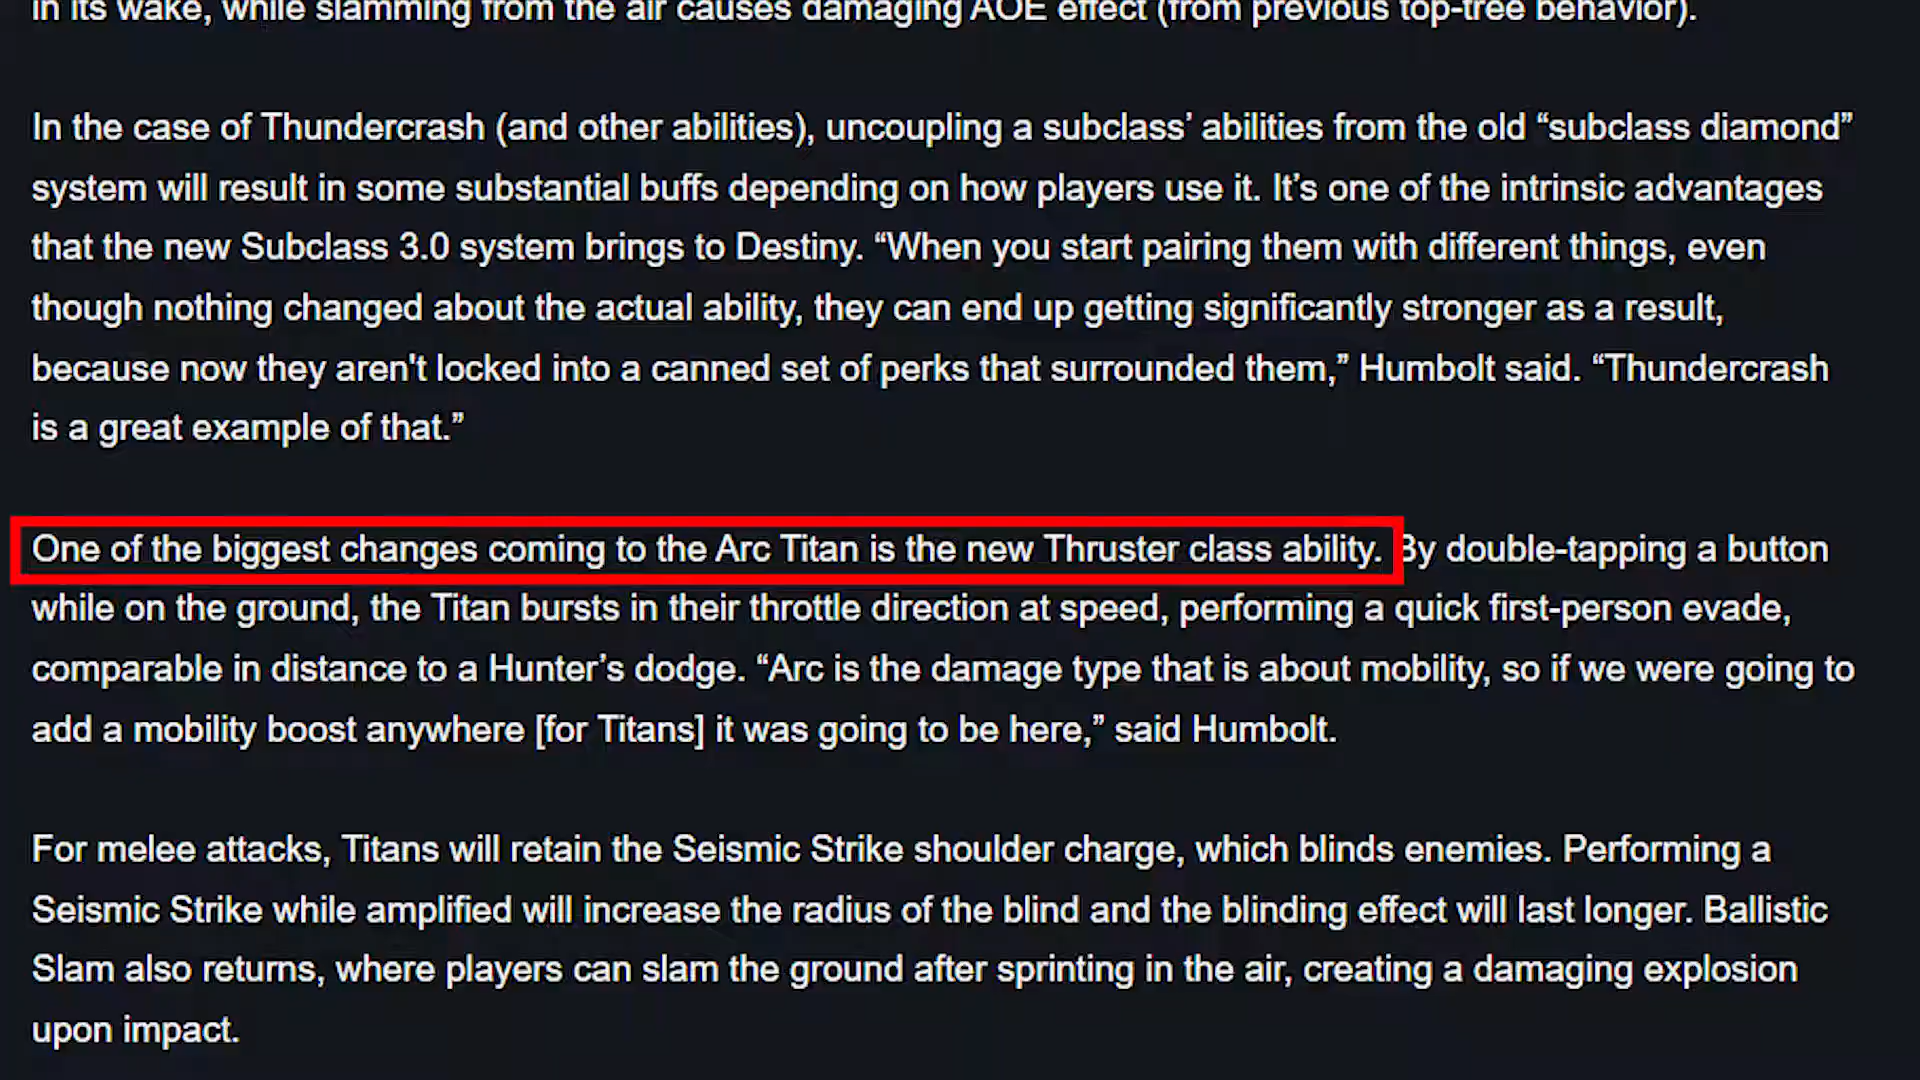 in its wake, while slamming from the air causes damaging AOE effect (from previous top-tree behavior).
In the case of Thundercrash (and other abilities), uncoupling a subclass’ abilities from the old “subclass diamond”
system will result in some substantial buffs depending on how players use it. It’s one of the intrinsic advantages
that the new Subclass 3.0 system brings to Destiny. “When you start pairing them with different things, even
though nothing changed about the actual ability, they can end up getting significantly stronger as a result,
because now they aren't locked into a canned set of perks that surrounded them,” Humbolt said. “Thundercrash
is a great example of that.”
One of the biggest changes coming to the Arc Titan is the new Thruster class ability. By double-tapping a button
while on the ground, the Titan bursts in their throttle direction at speed, performing a quick first-person evade,
comparable in distance to a Hunter’s dodge. “Arc is the damage type that is about mobility, so if we were going to
add a mobility boost anywhere [for Titans] it was going to be here,” said Humbolt.
For melee attacks, Titans will retain the Seismic Strike shoulder charge, which blinds enemies. Performing a
Seismic Strike while amplified will increase the radius of the blind and the blinding effect will last longer. Ballistic
Slam also returns, where players can slam the ground after sprinting in the air, creating a damaging explosion
upon impact.